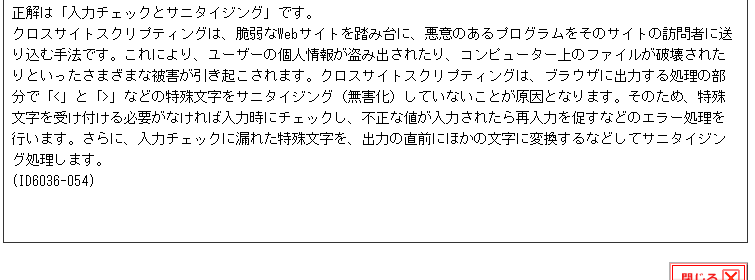 正解は「入力チェックとサニタイジング」です。
クロスサイトスクリプティングは、脆弱なWebサイトを踏み台に、悪意のあるプログラムをそのサイトの訪問者に送
り込む手法です。これにより、ユーザーの個人情報が盗み出されたり、コンピューター上のファイルが破壊された
りといったさまざまな被害が引き起こされます。クロスサイトスクリプティングは、ブラウザに出力する処理の部
分で「<」と「>」などの特殊文字をサニタイジング（無害化）していないことが原因となります。そのため、特殊
文字を受け付ける必要がなければ入力時にチェックし、不正な値が入力されたら再入力を促すなどのエラー処理を
行います。さらに、入力チェックに漏れた特殊文字を、出力の直前にほかの文字に変換するなどしてサニタイジン
グ処理します。
(ID6036-054)
閉じる